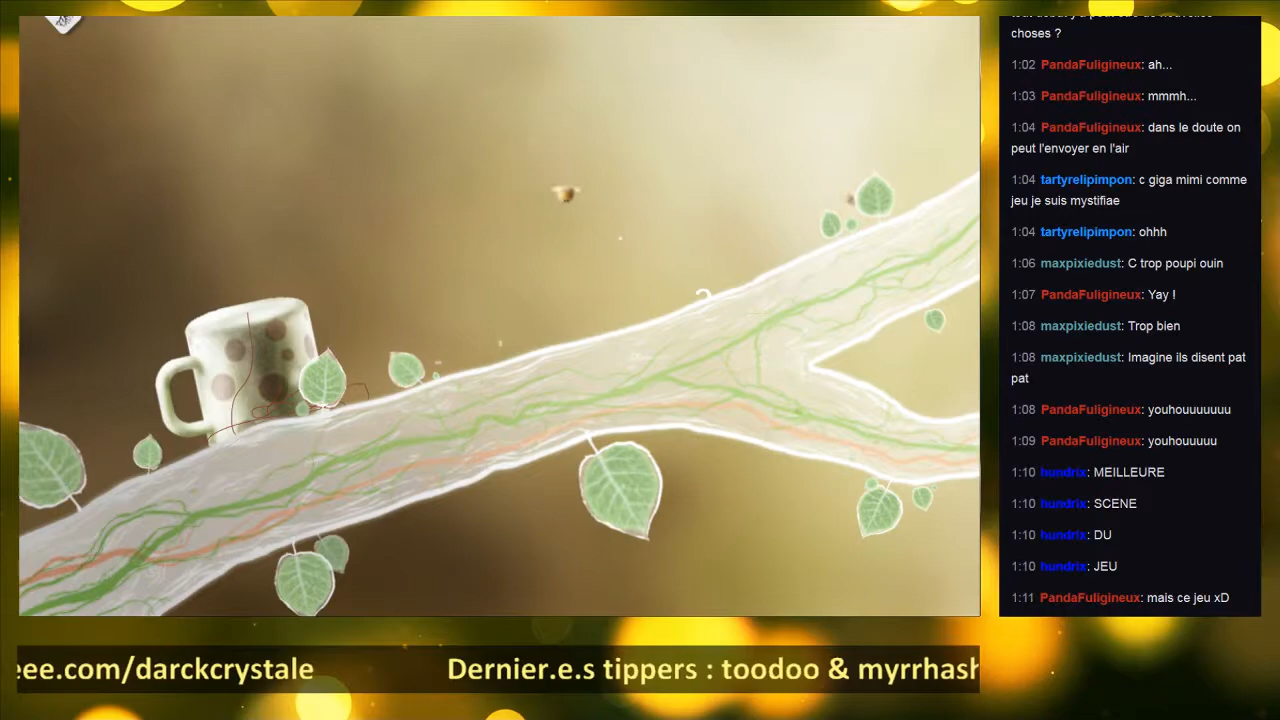 choses ?
1:02 PandaFuligineux: ah...
1:03 PandaFuligineux: mmmh...
1:04 PandaFuligineux: dans le doute on
peut l'envoyer en l'air
1:04 tartyrelipimpon: c giga mimi comme
jeu je suis mystifiae
1:04 tartyrelipimpon: ohhh
1:06 maxpixiedust: C trop poupi ouin
1:07 PandaFuligineux: Yay !
1:08 maxpixiedust: Trop bien
1:08 maxpixiedust: Imagine ils disent pat
pat
1:08 PandaFuligineux: youhouuuuuuu
1:09 PandaFuligineux: youhouuuuu
1:10 hundrix: MEILLEURE
1:10 hundrix: SCENE
1:10 hundrix: DU
1:10 hundrix: JEU
1:11 PandaFuligineux: mais ce jeu xD
eee.com/darckcrystale Dernier.e.s tippers : toodoo & myrrhash